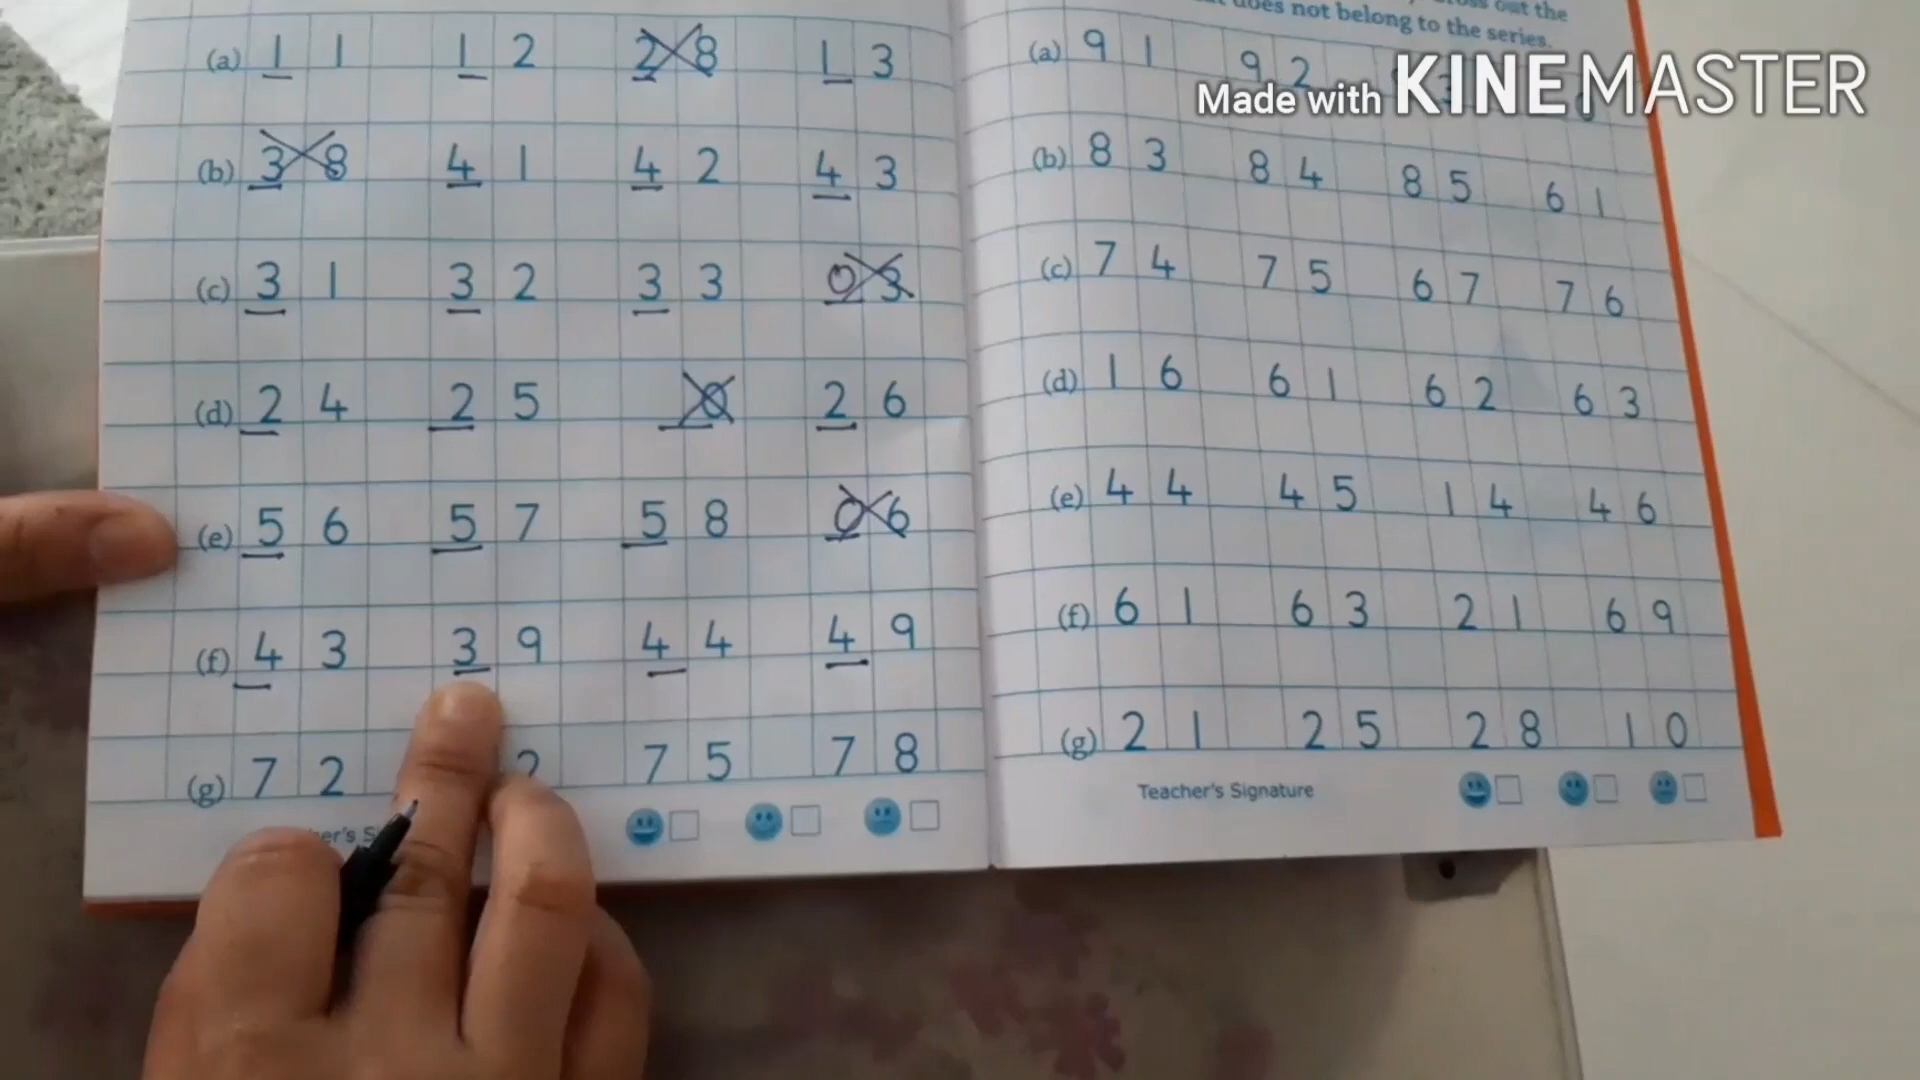 out the
does not belong to the series.
Made with KINEMASTER
(a) 1 1 1 2 2 8 1 3
(b) 3 8 4 1 4 2 4 3
(c) 3 1 3 2 3 3 0 3
(d) 2 4 2 5 0 2 6
(e) 5 6 5 7 5 8 0 6
(f) 4 3 3 9 4 4 4 9
(g) 7 2 2 7 5 7 8
(a) 9 1 9 2
(b) 8 3 8 4 8 5 6 1
(c) 7 4 7 5 6 7 7 6
(d) 1 6 6 1 6 2 6 3
(e) 4 4 4 5 1 4 4 6
(f) 6 1 6 3 2 1 6 9
(g) 2 1 2 5 2 8 1 0
Teacher's Signature